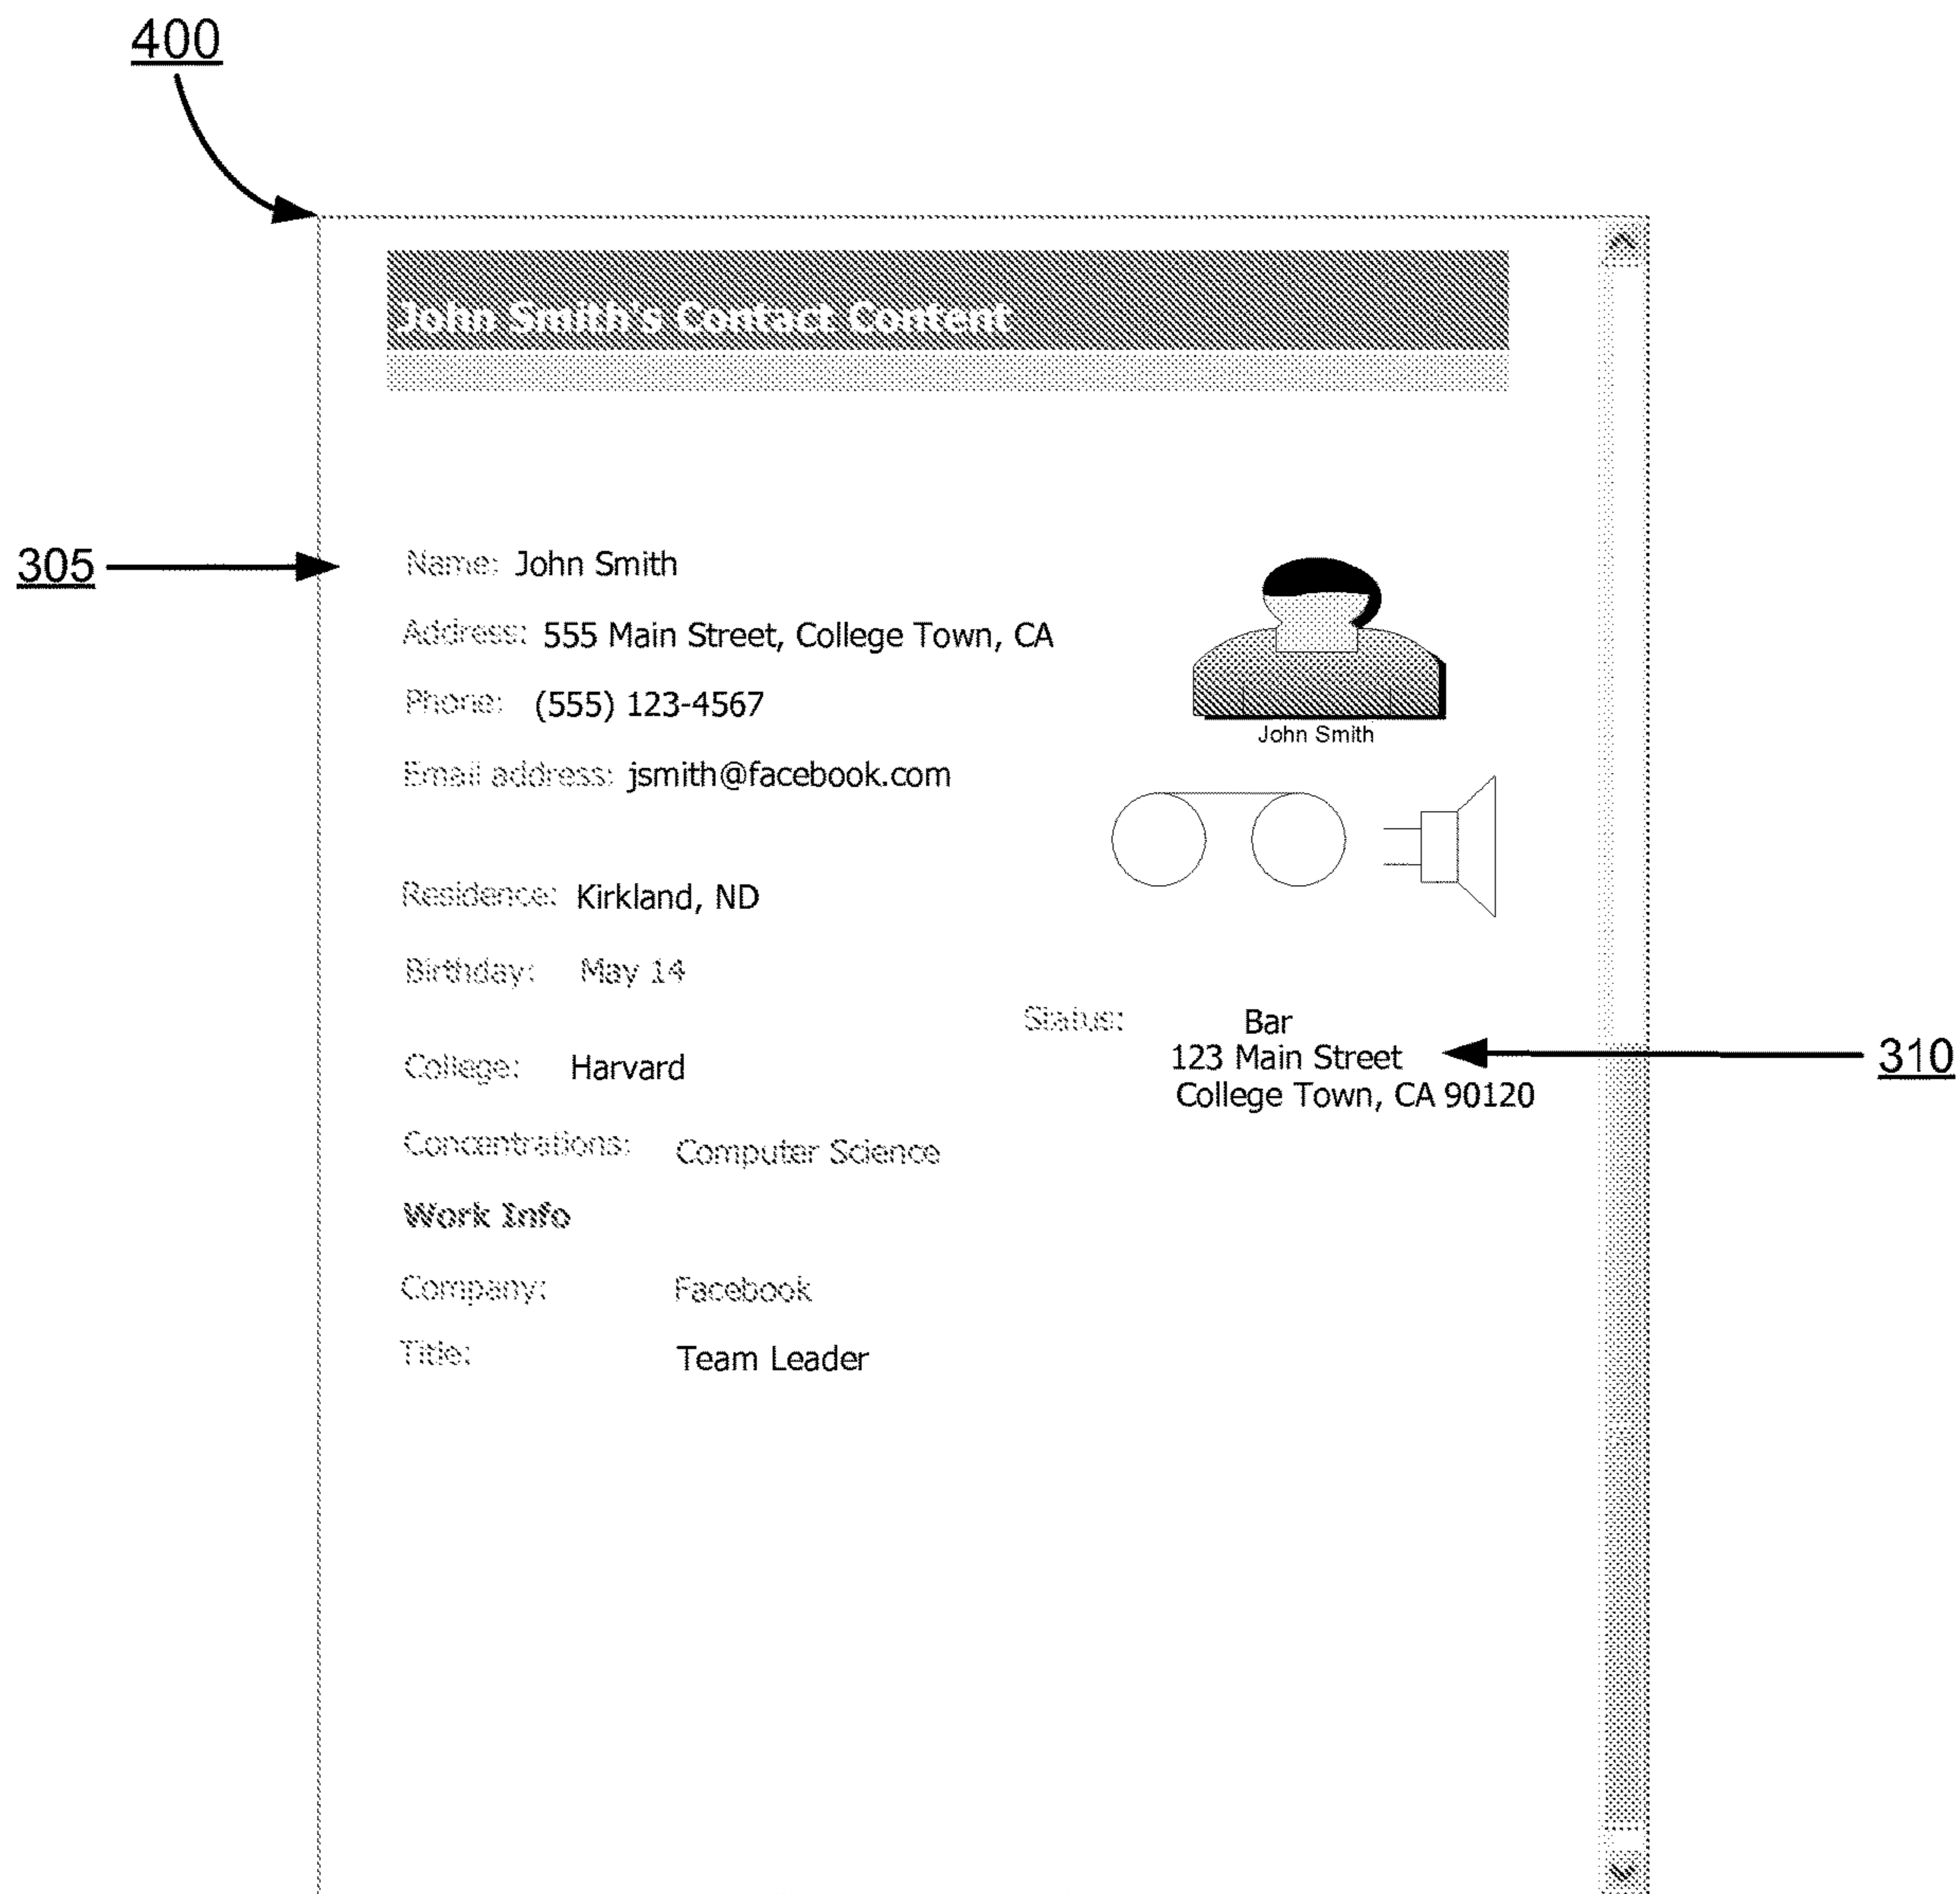 400
John Smith's Contact Content
305
Name: John Smith
Address: 555 Main Street, College Town, CA
Phone: (555) 123-4567
John Smith
Email address: jsmith@facebook.com
Residence: Kirkland, ND
Birthday: May 14
Status: Bar
123 Main Street
310
College Town, CA 90120
College: Harvard
Concentrations: Computer Science
Work Info
Company: Facebook
Title: Team Leader